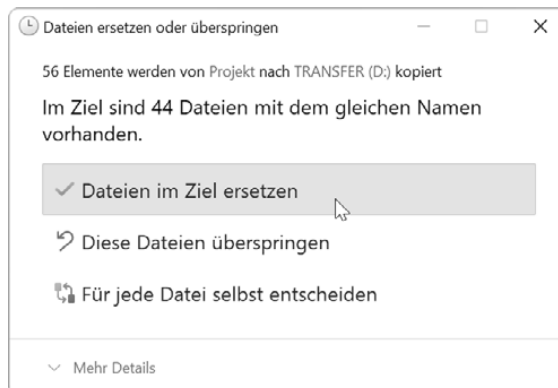 Dateien ersetzen oder überspringen
56 Elemente werden von Projekt nach TRANSFER (D:) kopiert
Im Ziel sind 44 Dateien mit dem gleichen Namen
vorhanden.
Dateien im Ziel ersetzen
Diese Dateien überspringen
Für jede Datei selbst entscheiden
Mehr Details